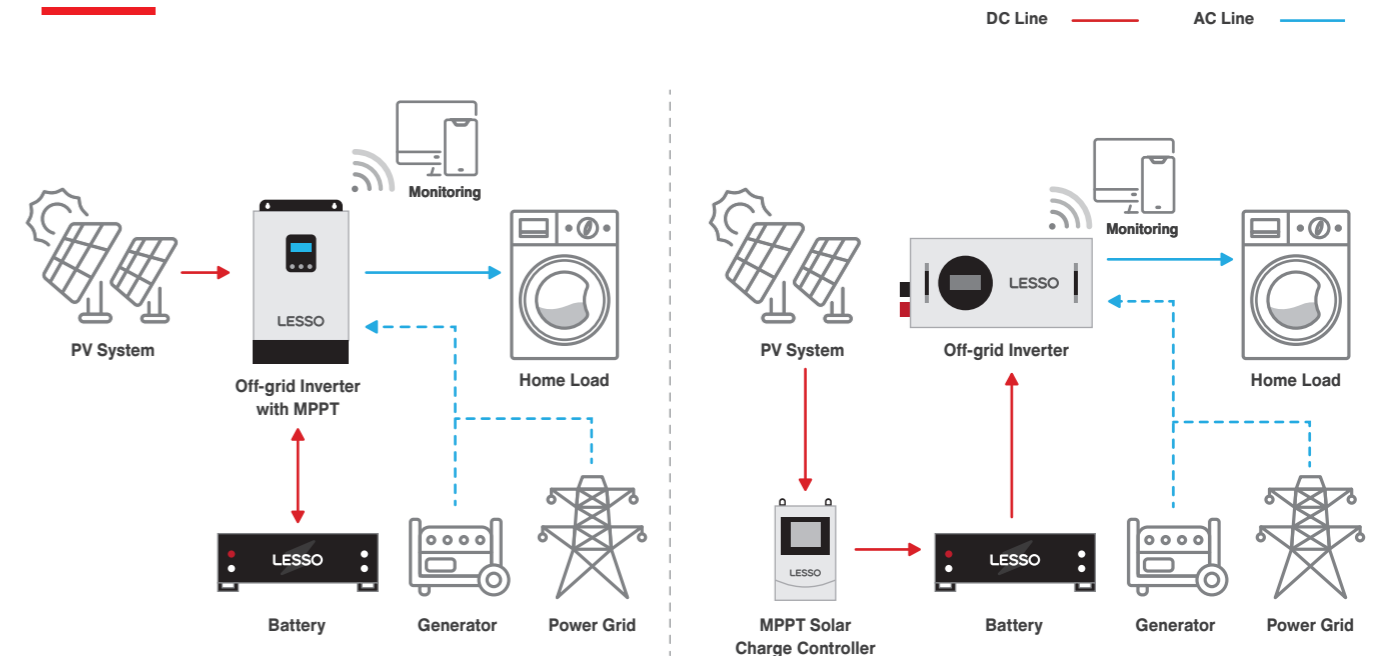 DC Line
AC Line
Monitoring
LESSO
PV System
Off-grid Inverter
with MPPT
Home Load
LESSO
Battery
Generator
Power Grid
Monitoring
LESSO
PV System
Off-grid Inverter
Home Load
LESSO
LESSO
MPPT Solar
Charge Controller
Battery
Generator
Power Grid